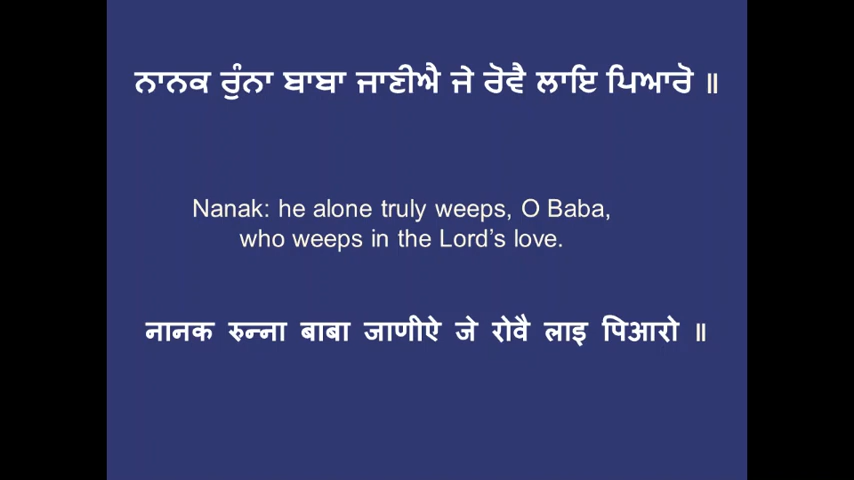 ਨਾਨਕ ਰੁੰਨਾ ਬਾਬਾ ਜਾਣੀਐ ਜੇ ਰੋਵੈ ਲਾਇ ਪਿਆਰੋ ॥
Nanak: he alone truly weeps, O Baba,
who weeps in the Lord’s love.
नानक रुन्ना बाबा जाणीऐ जे रोवै लाइ पिआरो ॥